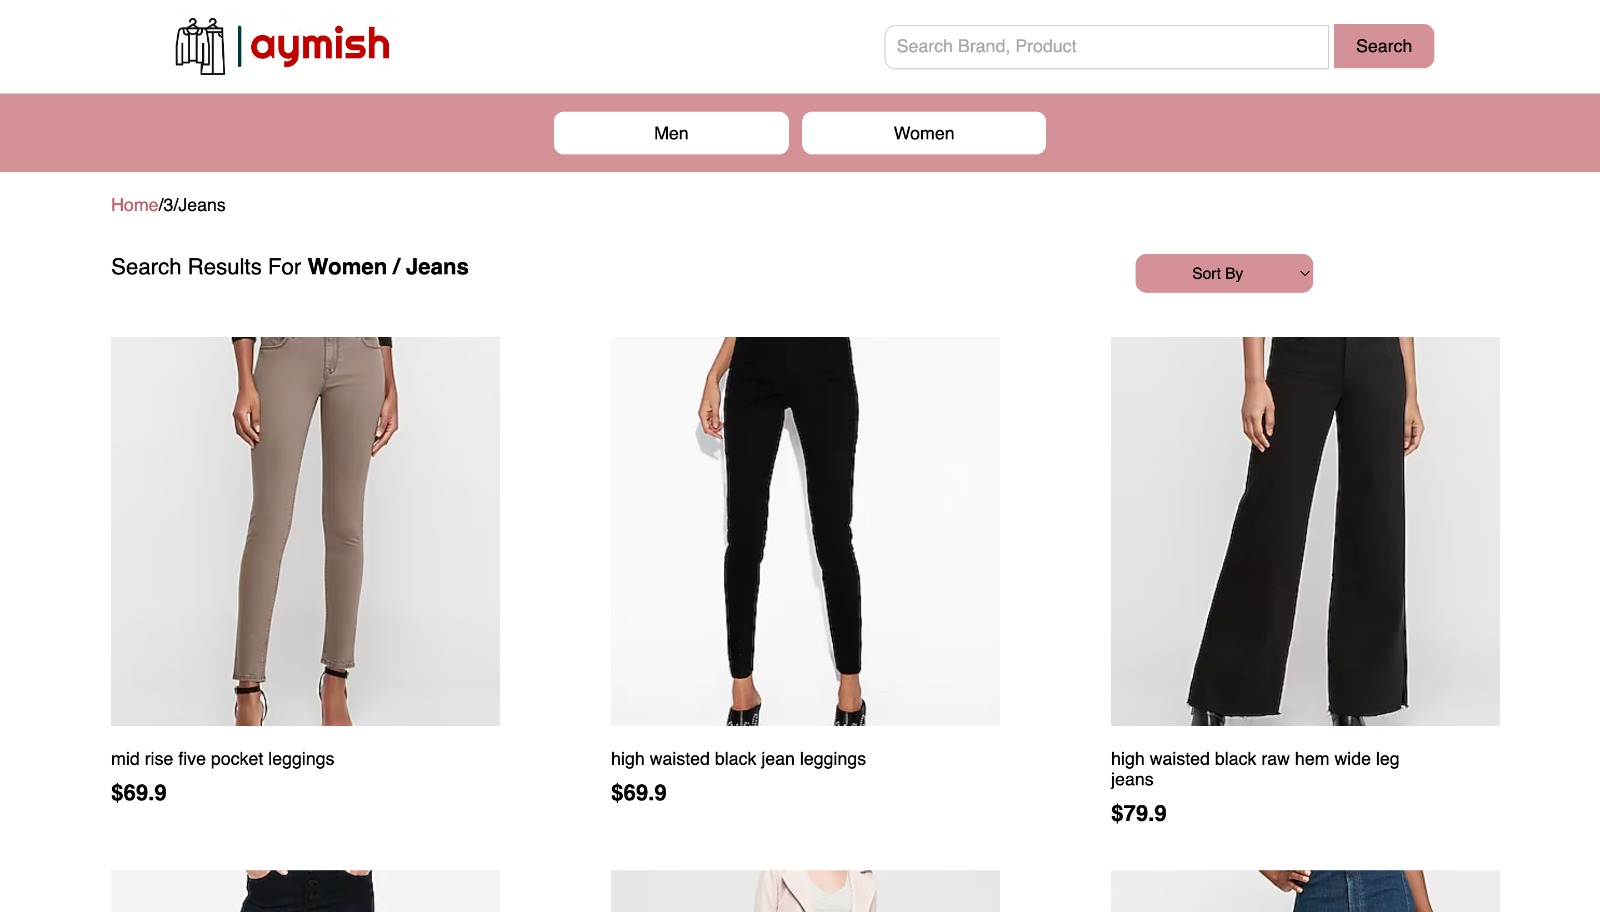 aymish
Search Brand, Product
Search
Men
Women
Home/3/Jeans
Search Results For Women / Jeans
Sort By
mid rise five pocket leggings
$69.9
high waisted black jean leggings
$69.9
high waisted black raw hem wide leg
jeans
$79.9